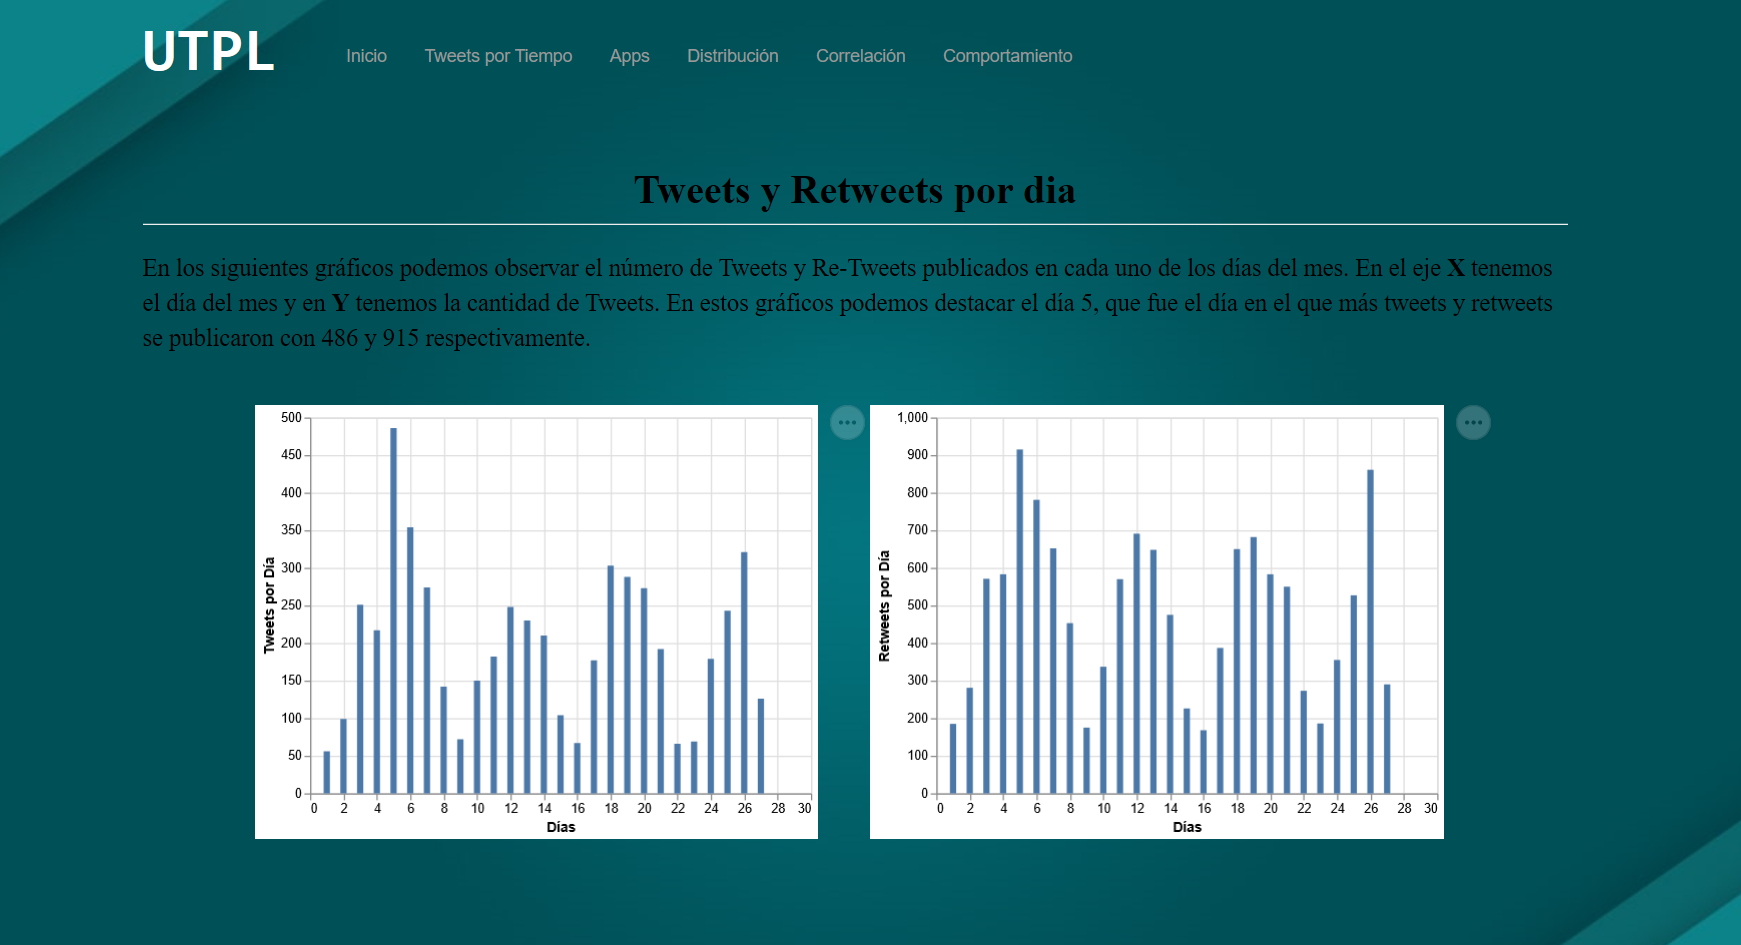 UTPL
Inicio Tweets por Tiempo Apps Distribución Correlación Comportamiento
Tweets y Retweets por dia
En los siguientes gráficos podemos observar el número de Tweets y Re-Tweets publicados en cada uno de los días del mes. En el eje X tenemos
el día del mes y en Y tenemos la cantidad de Tweets. En estos gráficos podemos destacar el día 5, que fue el día en el que más tweets y retweets
se publicaron con 486 y 915 respectivamente.
Tweets por Día
500
450
400
350
300
250
200
150
100
50
0
0 2 4 6 8 10 12 14 16 18 20 22 24 26 28 30
Días
Retweets por Día
1,000
900
800
700
600
500
400
300
200
100
0
0 2 4 6 8 10 12 14 16 18 20 22 24 26 28 30
Días